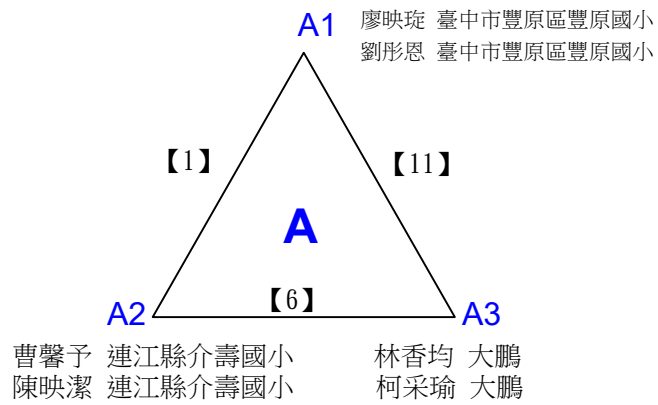 A1
廖映琁 臺中市豐原區豐原國小
劉彤恩 臺中市豐原區豐原國小
【1】
【11】
A
【6】
A2
A3
曹馨予 連江縣介壽國小
林香均 大鵬
陳映潔 連江縣介壽國小
柯采瑜 大鵬